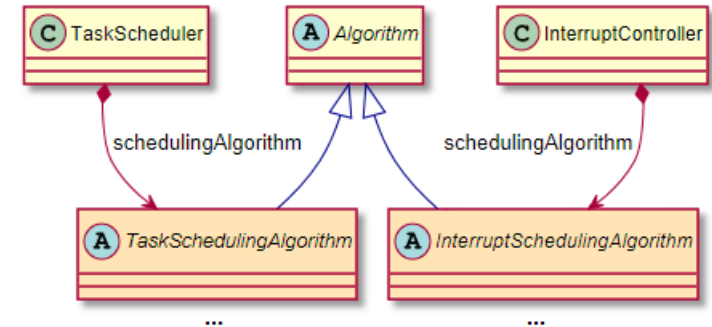 C TaskScheduler
A Algorithm
C InterruptController
schedulingAlgorithm
schedulingAlgorithm
A TaskSchedulingAlgorithm
A InterruptSchedulingAlgorithm
...
...